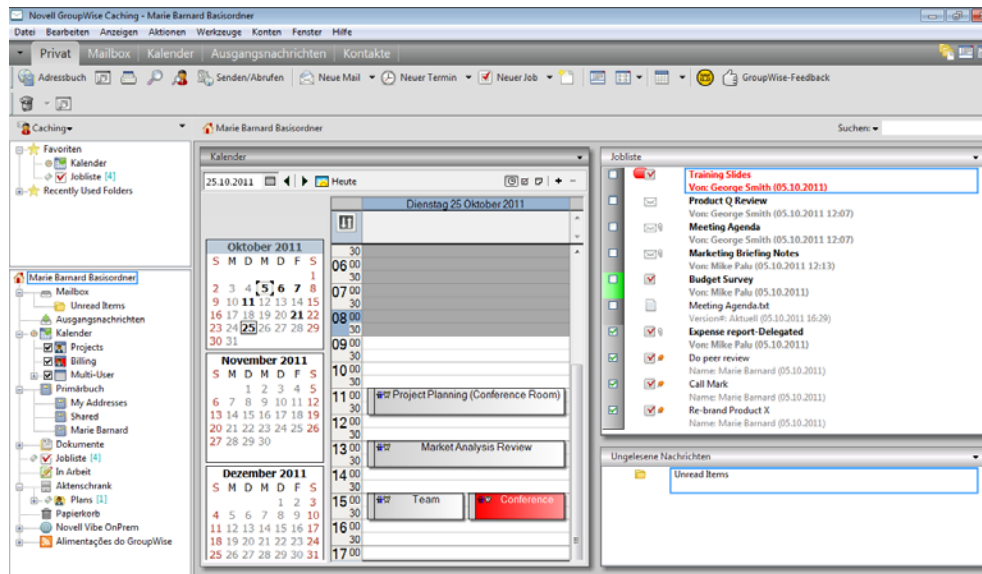 Novell GroupWise Caching - Marie Barnard Basisordner
Datei Bearbeiten Anzeigen Aktionen Werkzeuge Konten Fenster Hilfe
Privat Mailbox Kalender Ausgangsnachrichten Kontakte
Adressbuch Senden/Abrufen Neue Mail Neuer Termin Neuer Job GroupWise-Feedback
Caching
Marie Barnard Basisordner
Suchen:
Favoriten
Kalender
Jobliste [4]
Recently Used Folders
Marie Barnard Basisordner
Mailbox
Unread Items
Ausgangsnachrichten
Kalender
Projects
Billing
Multi-User
Primärbuch
My Addresses
Shared
Marie Barnard
Dokumente
Jobliste [4]
In Arbeit
Aktenschrank
Plans [1]
Papierkorb
Novell Vibe OnPrem
Alimentações do GroupWise
Kalender
25.10.2011 Heute
Oktober 2011
S M D M D F S
1
2 3 4 5 6 7 8
9 10 11 12 13 14 15
16 17 18 19 20 21 22
23 24 25 26 27 28 29
30 31
November 2011
S M D M D F S
1 2 3 4 5
6 7 8 9 10 11 12
13 14 15 16 17 18 19
20 21 22 23 24 25 26
27 28 29 30
Dezember 2011
S M D M D F S
1 2 3
4 5 6 7 8 9 10
11 12 13 14 15 16 17
18 19 20 21 22 23 24
25 26 27 28 29 30 31
Dienstag 25 Oktober 2011
30
06 00
30
07 00
30
08 00
30
09 00
30
10 00
30
11 00 Project Planning (Conference Room)
30
12 00
30
13 00 Market Analysis Review
30
14 00
30
15 00 Team Conference
30
16 00
30
17 00
Jobliste
Training Slides
Von: George Smith (05.10.2011)
Product Q Review
Von: George Smith (05.10.2011 12:07)
Meeting Agenda
Von: George Smith (05.10.2011 12:07)
Marketing Briefing Notes
Von: Mike Palu (05.10.2011 12:13)
Budget Survey
Von: Mike Palu (05.10.2011)
Meeting Agenda.txt
Version#: Aktuell (05.10.2011 16:29)
Expense report-Delegated
Von: Mike Palu (05.10.2011)
Do peer review
Name: Marie Barnard (05.10.2011)
Call Mark
Name: Marie Barnard (05.10.2011)
Re-brand Product X
Name: Marie Barnard (05.10.2011)
Ungelesene Nachrichten
Unread Items